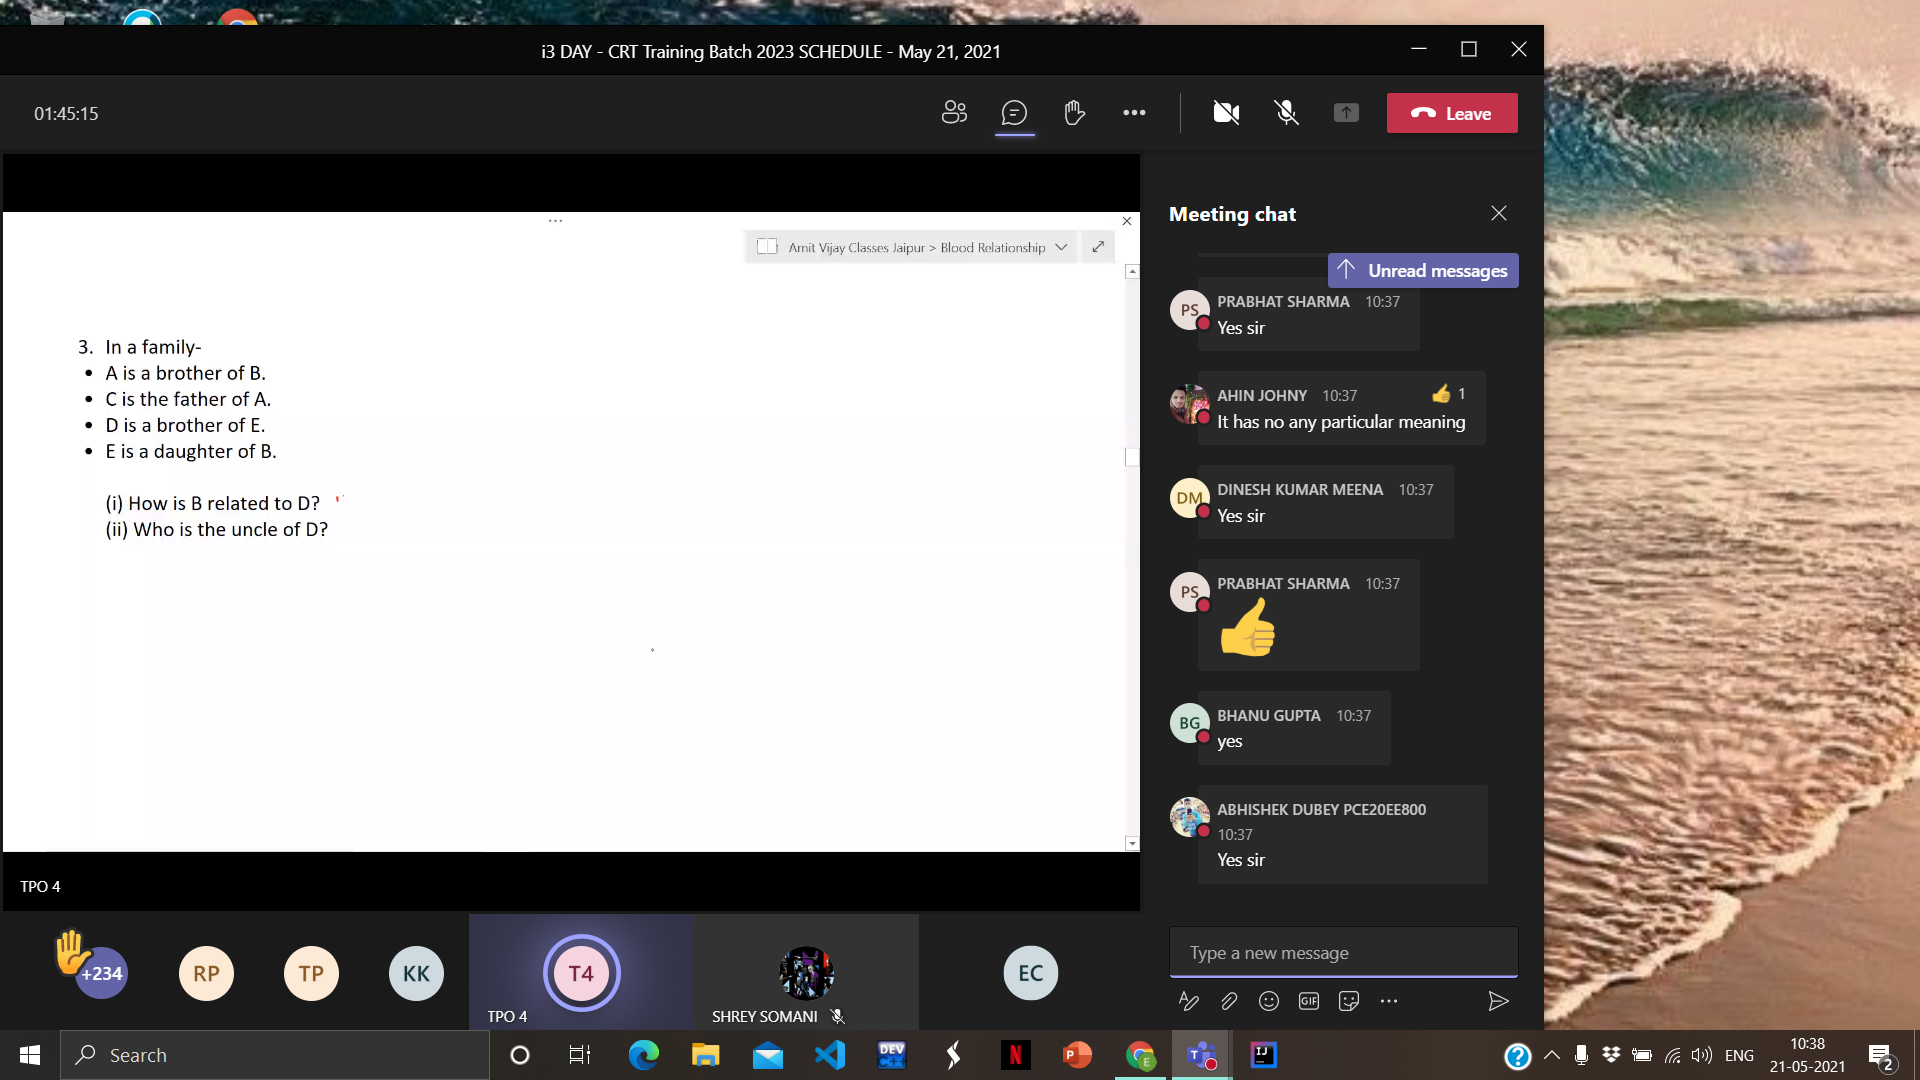 i3 DAY - CRT Training Batch 2023 SCHEDULE - May 21, 2021
01:45:15
Leave
Amit Vijay Classes Jaipur > Blood Relationship
3. In a family-
• A is a brother of B.
• C is the father of A.
• D is a brother of E.
• E is a daughter of B.
(i) How is B related to D?
(ii) Who is the uncle of D?
TPO 4
Meeting chat
Unread messages
PS
PRABHAT SHARMA 10:37
Yes sir
AHIN JOHNY 10:37
1
It has no any particular meaning
DM
DINESH KUMAR MEENA 10:37
Yes sir
PS
PRABHAT SHARMA 10:37
BG
BHANU GUPTA 10:37
yes
ABHISHEK DUBEY PCE20EE800
10:37
Yes sir
Type a new message
GIF
+234
RP
TP
KK
T4
TPO 4
SHREY SOMANI
EC
Search
DEV
C++
N
P
E
T
IJ
?
ENG
10:38
21-05-2021
2